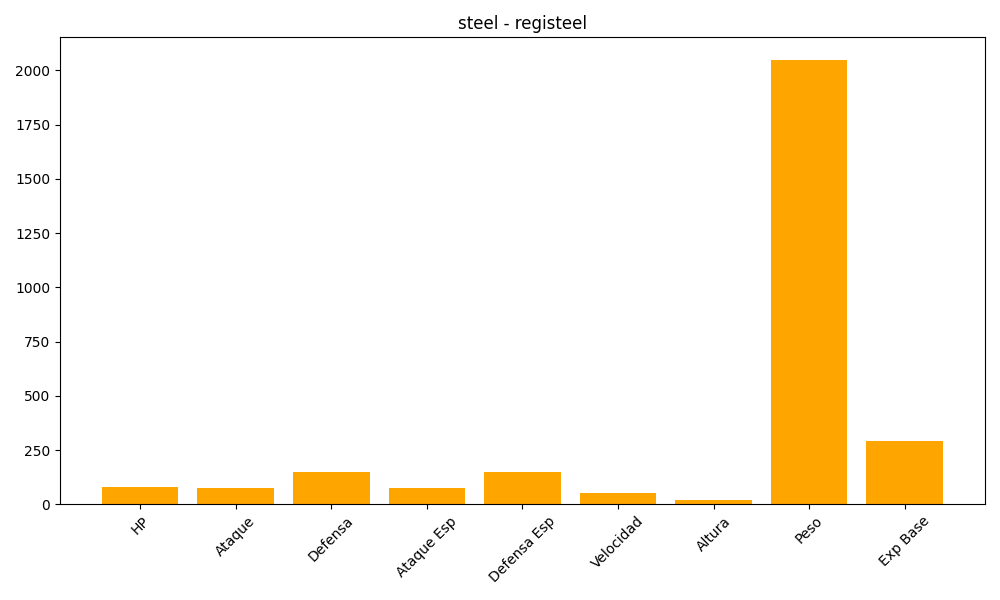 steel - registeel
2000
1750
1500
1250
1000
750
500
250
0
HP
Ataque
Defensa
Ataque Esp
Defensa Esp
Velocidad
Altura
Peso
Exp Base